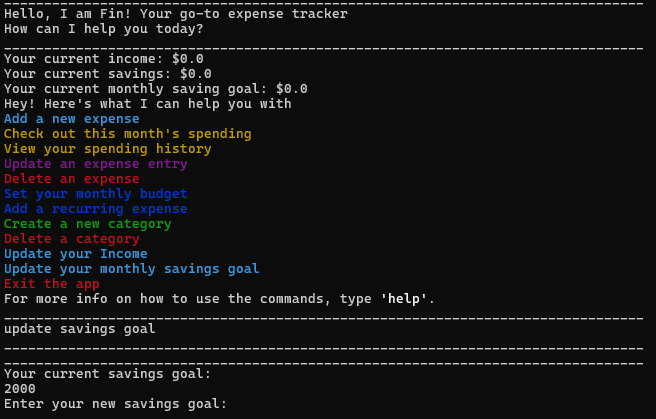 Hello, I am Fin! Your go-to expense tracker
How can I help you today?
Your current income: $0.0
Your current savings: $0.0
Your current monthly saving goal: $0.0
Hey! Here's what I can help you with
Add a new expense
Check out this month's spending
View your spending history
Update an expense entry
Delete an expense
Set your monthly budget
Add a recurring expense
Create a new category
Delete a category
Update your Income
Update your monthly savings goal
Exit the app
For more info on how to use the commands, type 'help'.
update savings goal
Your current savings goal:
2000
Enter your new savings goal: